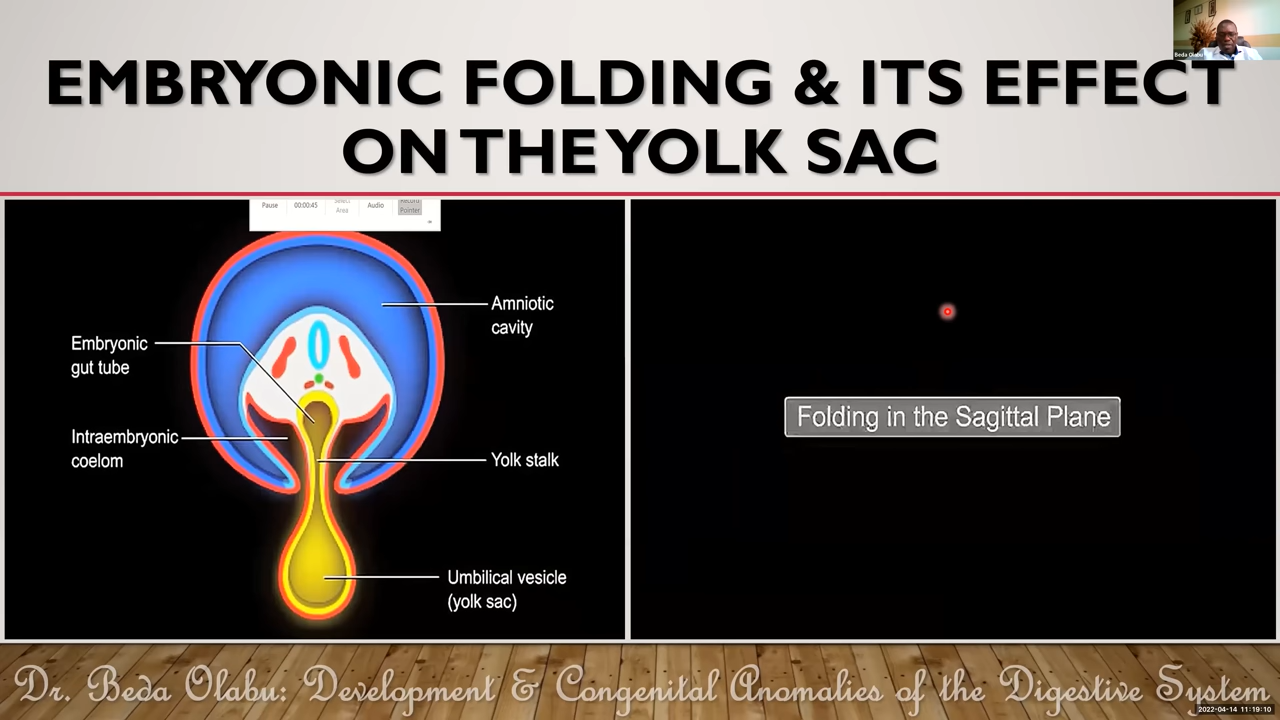 Beda Olabu
EMBRYONIC FOLDING & ITS EFFECT
ON THE YOLK SAC
Pause
00:00:45
Select
Area
Audio
Record
Pointer
Amniotic
cavity
Embryonic
gut tube
Intraembryonic
coelom
Yolk stalk
Umbilical vesicle
(yolk sac)
Folding in the Sagittal Plane
Dr. Beda Olabu: Development & Congenital Anomalies of the Digestive System
2022-04-14 11:19:10